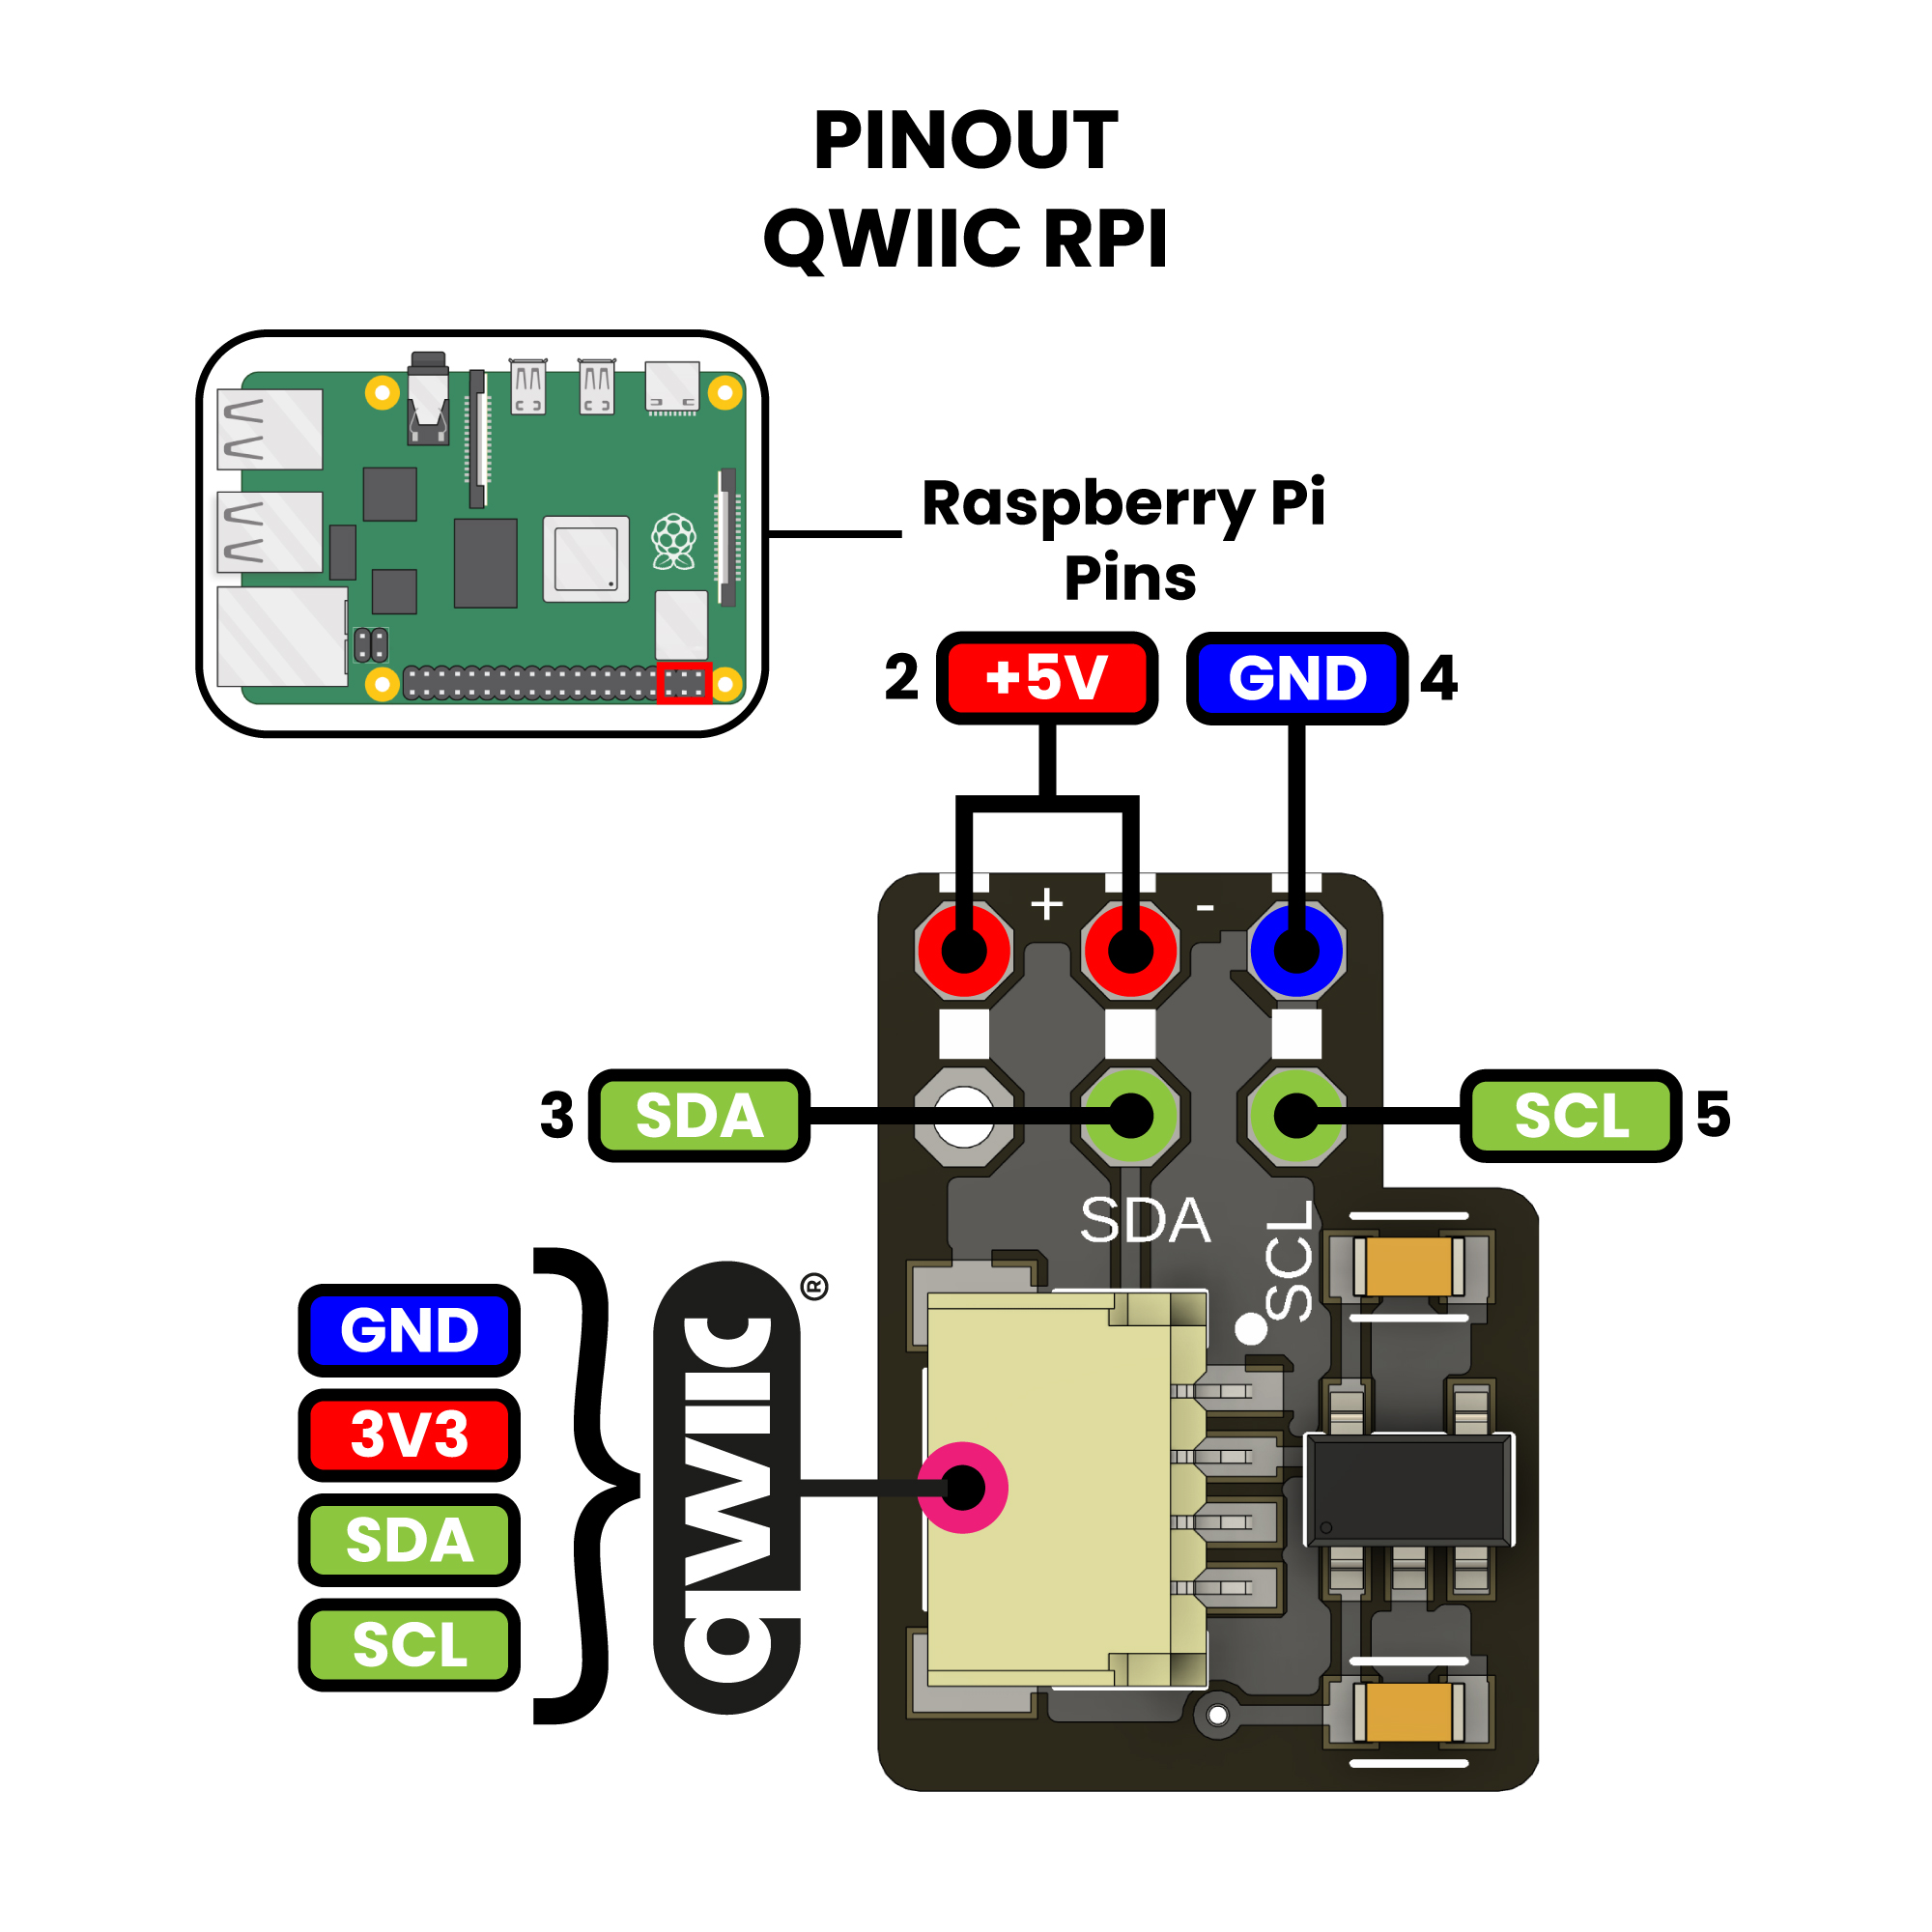 PINOUT
QWIIC RPI
Raspberry Pi
Pins
2 +5V GND 4
+ -
3 SDA SCL 5
SDA
SCL
GND
3V3
SDA
SCL
qwiic ®